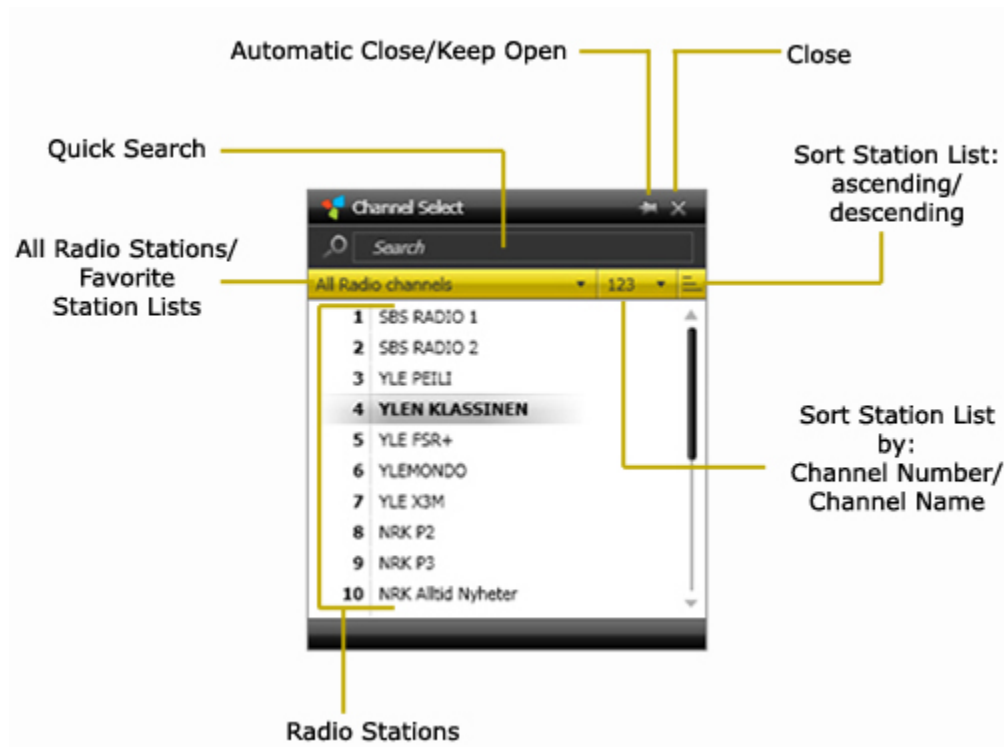 Automatic Close/Keep Open
Close
Quick Search
Sort Station List:
ascending/
descending
All Radio Stations/
Favorite
Station Lists
Channel Select
Search
All Radio channels
123
1 SBS RADIO 1
2 SBS RADIO 2
3 YLE PEILI
4 YLEN KLASSINEN
5 YLE FSR+
6 YLEMONDO
7 YLE X3M
8 NRK P2
9 NRK P3
10 NRK Alltid Nyheter
Sort Station List
by:
Channel Number/
Channel Name
Radio Stations